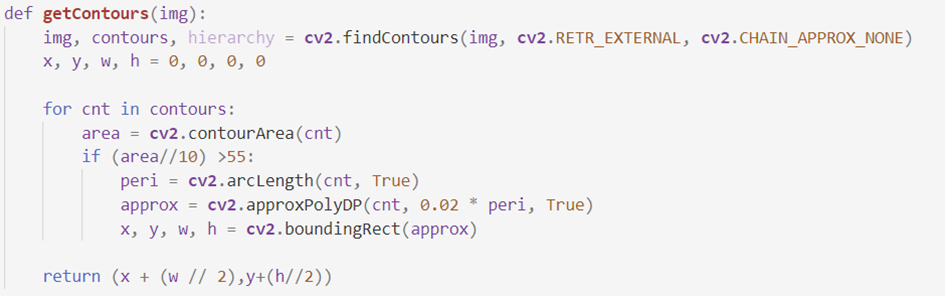 def getContours(img):
    img, contours, hierarchy = cv2.findContours(img, cv2.RETR_EXTERNAL, cv2.CHAIN_APPROX_NONE)
    x, y, w, h = 0, 0, 0, 0

    for cnt in contours:
        area = cv2.contourArea(cnt)
        if (area//10) >55:
            peri = cv2.arcLength(cnt, True)
            approx = cv2.approxPolyDP(cnt, 0.02 * peri, True)
            x, y, w, h = cv2.boundingRect(approx)

    return (x + (w // 2),y+(h//2))